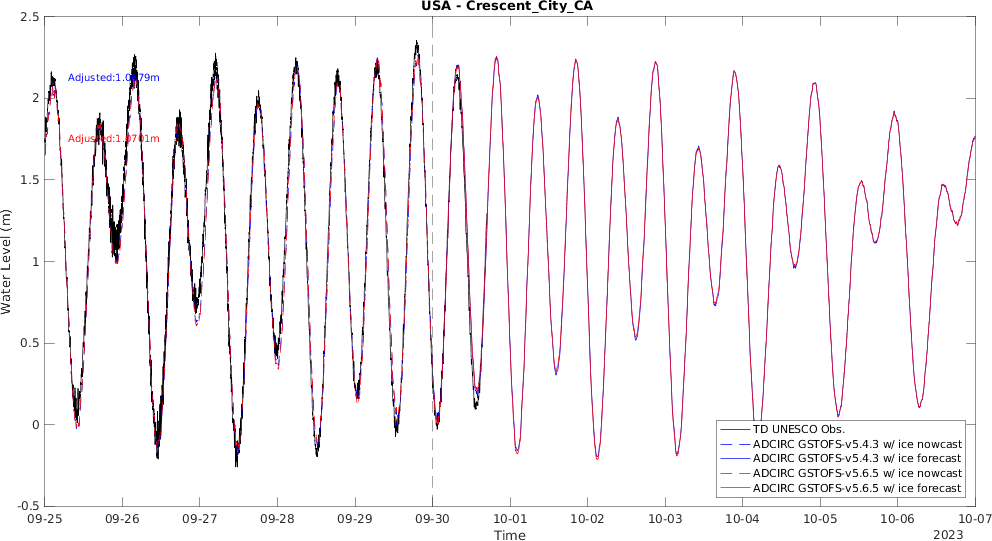 USA - Crescent_City_CA
2.5
2
1.5
1
0.5
0
-0.5
Water Level (m)
Adjusted:
Adjusted:
TD UNESCO Obs.
ADCIRC GSTOFS-v5.4.3 w/ ice nowcast
ADCIRC GSTOFS-v5.4.3 w/ ice forecast
ADCIRC GSTOFS-v5.6.5 w/ ice nowcast
ADCIRC GSTOFS-v5.6.5 w/ ice forecast
09-25 09-26 09-27 09-28 09-29 09-30 10-01 10-02 10-03 10-04 10-05 10-06 10-07
Time
2023